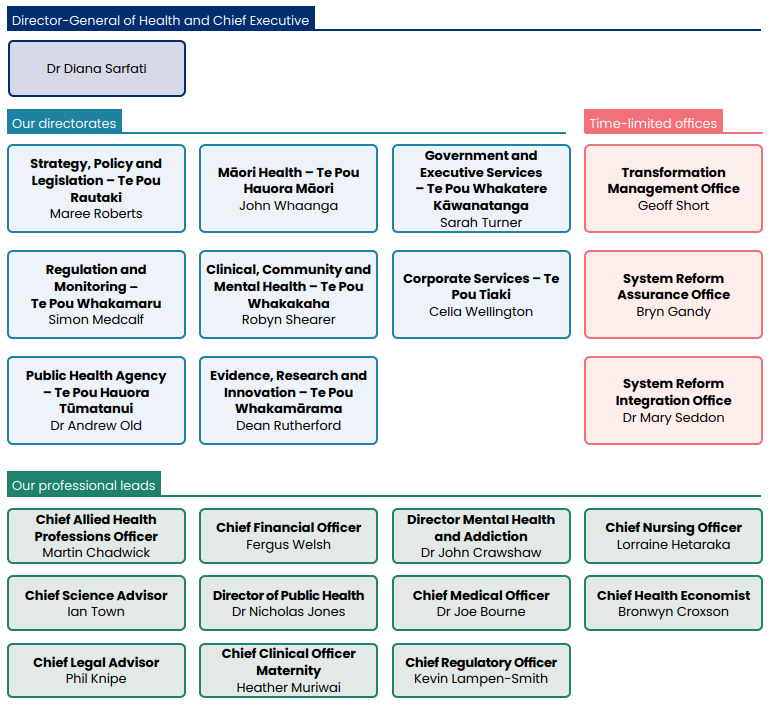 Director-General of Health and Chief Executive
Dr Diana Sarfati
Our directorates
Strategy, Policy and
Legislation – Te Pou
Rautaki
Maree Roberts
Māori Health – Te Pou
Hauora Māori
John Whaanga
Government and
Executive Services
– Te Pou Whakatere
Kāwanatanga
Sarah Turner
Regulation and
Monitoring –
Te Pou Whakamaru
Simon Medcalf
Clinical, Community and
Mental Health – Te Pou
Whakakaha
Robyn Shearer
Corporate Services – Te
Pou Tiaki
Celia Wellington
Public Health Agency
– Te Pou Hauora
Tūmatanui
Dr Andrew Old
Evidence, Research and
Innovation – Te Pou
Whakamārama
Dean Rutherford
Time-limited offices
Transformation
Management Office
Geoff Short
System Reform
Assurance Office
Bryn Gandy
System Reform
Integration Office
Dr Mary Seddon
Our professional leads
Chief Allied Health
Professions Officer
Martin Chadwick
Chief Financial Officer
Fergus Welsh
Director Mental Health
and Addiction
Dr John Crawshaw
Chief Nursing Officer
Lorraine Hetaraka
Chief Science Advisor
Ian Town
Director of Public Health
Dr Nicholas Jones
Chief Medical Officer
Dr Joe Bourne
Chief Health Economist
Bronwyn Croxson
Chief Legal Advisor
Phil Knipe
Chief Clinical Officer
Maternity
Heather Muriwai
Chief Regulatory Officer
Kevin Lampen-Smith